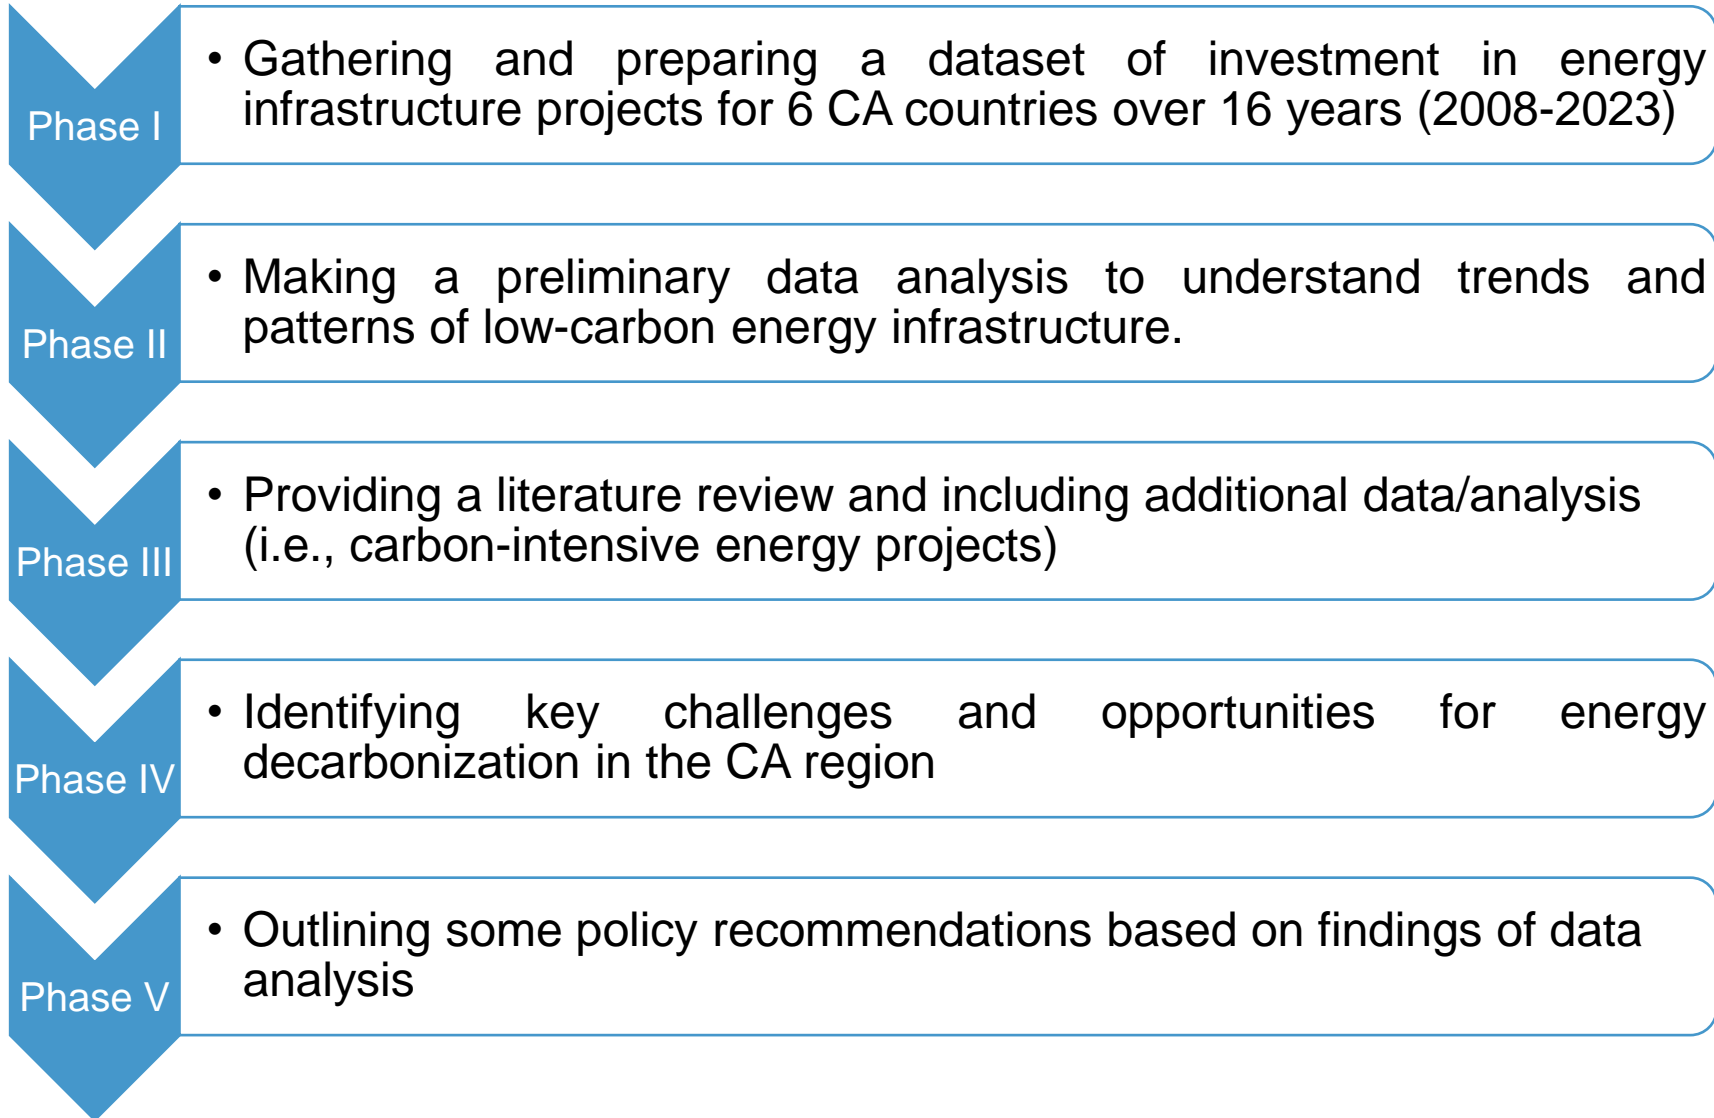 Phase I
• Gathering and preparing a dataset of investment in energy
infrastructure projects for 6 CA countries over 16 years (2008-2023)
Phase II
• Making a preliminary data analysis to understand trends and
patterns of low-carbon energy infrastructure.
Phase III
• Providing a literature review and including additional data/analysis
(i.e., carbon-intensive energy projects)
Phase IV
• Identifying key challenges and opportunities for energy
decarbonization in the CA region
Phase V
• Outlining some policy recommendations based on findings of data
analysis